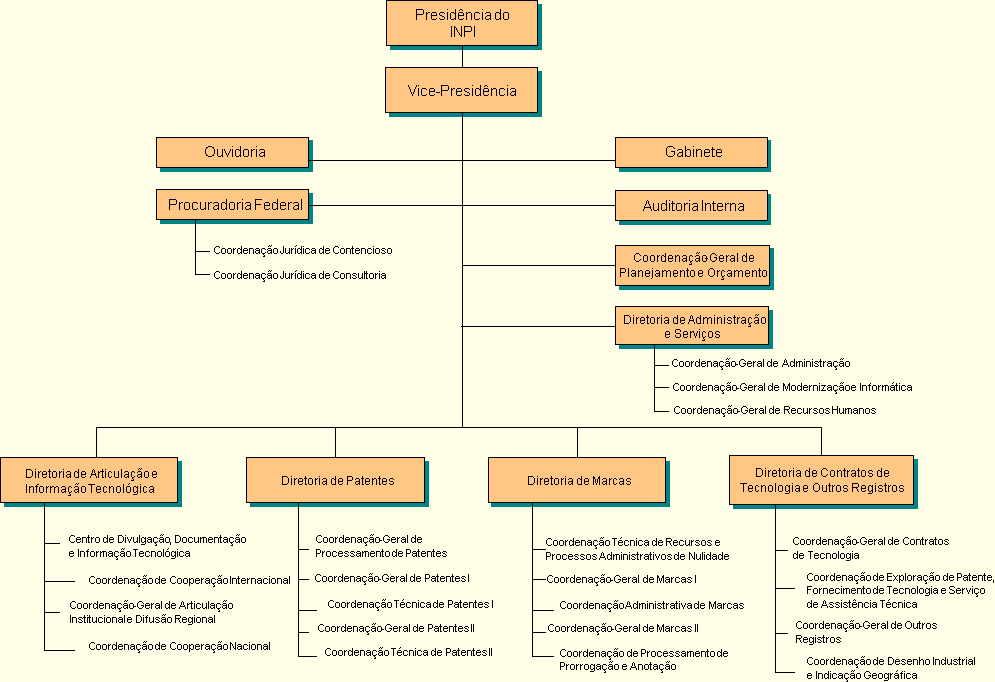 Presidência do
INPI
Vice-Presidência
Ouvidoria
Gabinete
Procuradoria Federal
Auditoria Interna
Coordenação Jurídica de Contencioso
Coordenação Jurídica de Consultoria
Coordenação-Geral de
Planejamento e Orçamento
Diretoria de Administração
e Serviços
Coordenação-Geral de Administração
Coordenação-Geral de Modernização e Informática
Coordenação-Geral de Recursos Humanos
Diretoria de Articulação e
Informação Tecnológica
Centro de Divulgação, Documentação
e Informação Tecnológica
Coordenação de Cooperação Internacional
Coordenação-Geral de Articulação
Institucional e Difusão Regional
Coordenação de Cooperação Nacional
Diretoria de Patentes
Coordenação-Geral de
Processamento de Patentes
Coordenação-Geral de Patentes I
Coordenação Técnica de Patentes I
Coordenação-Geral de Patentes II
Coordenação Técnica de Patentes II
Diretoria de Marcas
Coordenação Técnica de Recursos e
Processos Administrativos de Nulidade
Coordenação-Geral de Marcas I
Coordenação Administrativa de Marcas
Coordenação-Geral de Marcas II
Coordenação de Processamento de
Prorrogação e Anotação
Diretoria de Contratos de
Tecnologia e Outros Registros
Coordenação-Geral de Contratos
de Tecnologia
Coordenação de Exploração de Patente,
Fornecimento de Tecnologia e Serviço
de Assistência Técnica
Coordenação-Geral de Outros
Registros
Coordenação de Desenho Industrial
e Indicação Geográfica